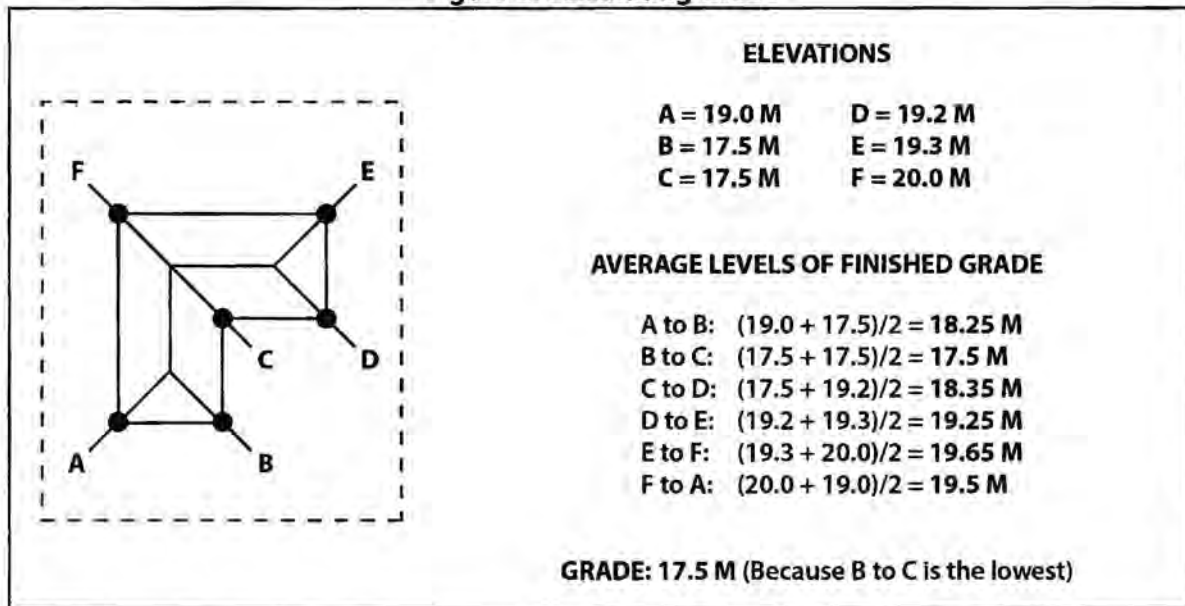 ELEVATIONS
A = 19.0 M D = 19.2 M
B = 17.5 M E = 19.3 M
C = 17.5 M F = 20.0 M
F
E
C
D
A
B
AVERAGE LEVELS OF FINISHED GRADE
A to B: (19.0 + 17.5)/2 = 18.25 M
B to C: (17.5 + 17.5)/2 = 17.5 M
C to D: (17.5 + 19.2)/2 = 18.35 M
D to E: (19.2 + 19.3)/2 = 19.25 M
E to F: (19.3 + 20.0)/2 = 19.65 M
F to A: (20.0 + 19.0)/2 = 19.5 M
GRADE: 17.5 M (Because B to C is the lowest)